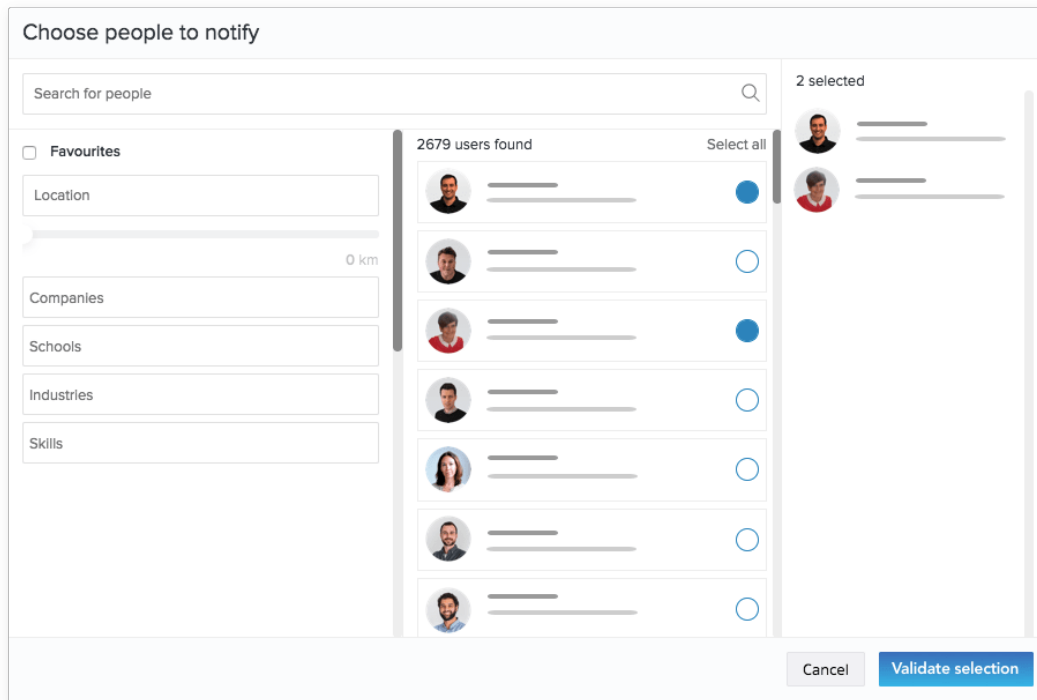 Choose people to notify
Search for people
2 selected
Favourites
Location
0 km
Companies
Schools
Industries
Skills
2679 users found
Select all
Cancel
Validate selection